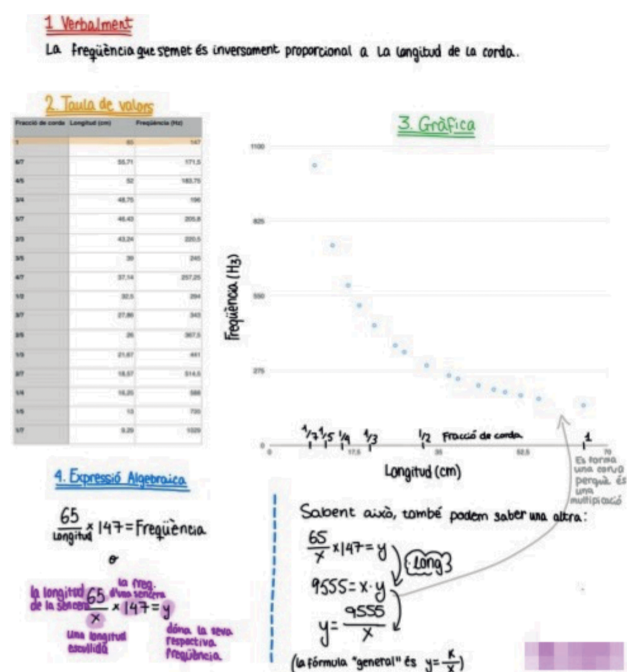 1 Verbalment
La freqüència que s'emet és inversament proporcional a La longitud de la corda.
2. Taula de valors
Fracció de corda Longitud (cm) Freqüència (Hz)
1 65 147
6/7 55,71 171,5
4/5 52 183,75
3/4 48,75 196
5/7 46,43 205,8
2/3 43,24 220,5
3/5 39 245
4/7 37,14 257,25
1/2 32,5 294
3/7 27,86 343
2/5 26 367,5
1/3 21,67 441
2/7 18,57 514,5
1/4 16,25 588
1/5 13 735
1/7 9,29 1029
3. Gràfica
1100
825
550
275
0
Freqüència (Hz)
1/7 1/5 1/4 1/3 1/2 Fracció de corda 1
0 17,5 35 52,5 70
Longitud (cm)
Es forma
una corva
perquè és
una
multiplicació
4. Expressió Algebraica
65
Longitud × 147 = Freqüència
o
la longitud
de la sencera
la freq.
d'una sencera
65
x × 147 = y
una longitud
escollida
dóna la seva
respectiva
freqüència.
Sabent això, també podem saber una altra:
65
x × 147 = y
Long
9555 = x · y
y = 9555
x
(la fórmula "general" és y = K
x)